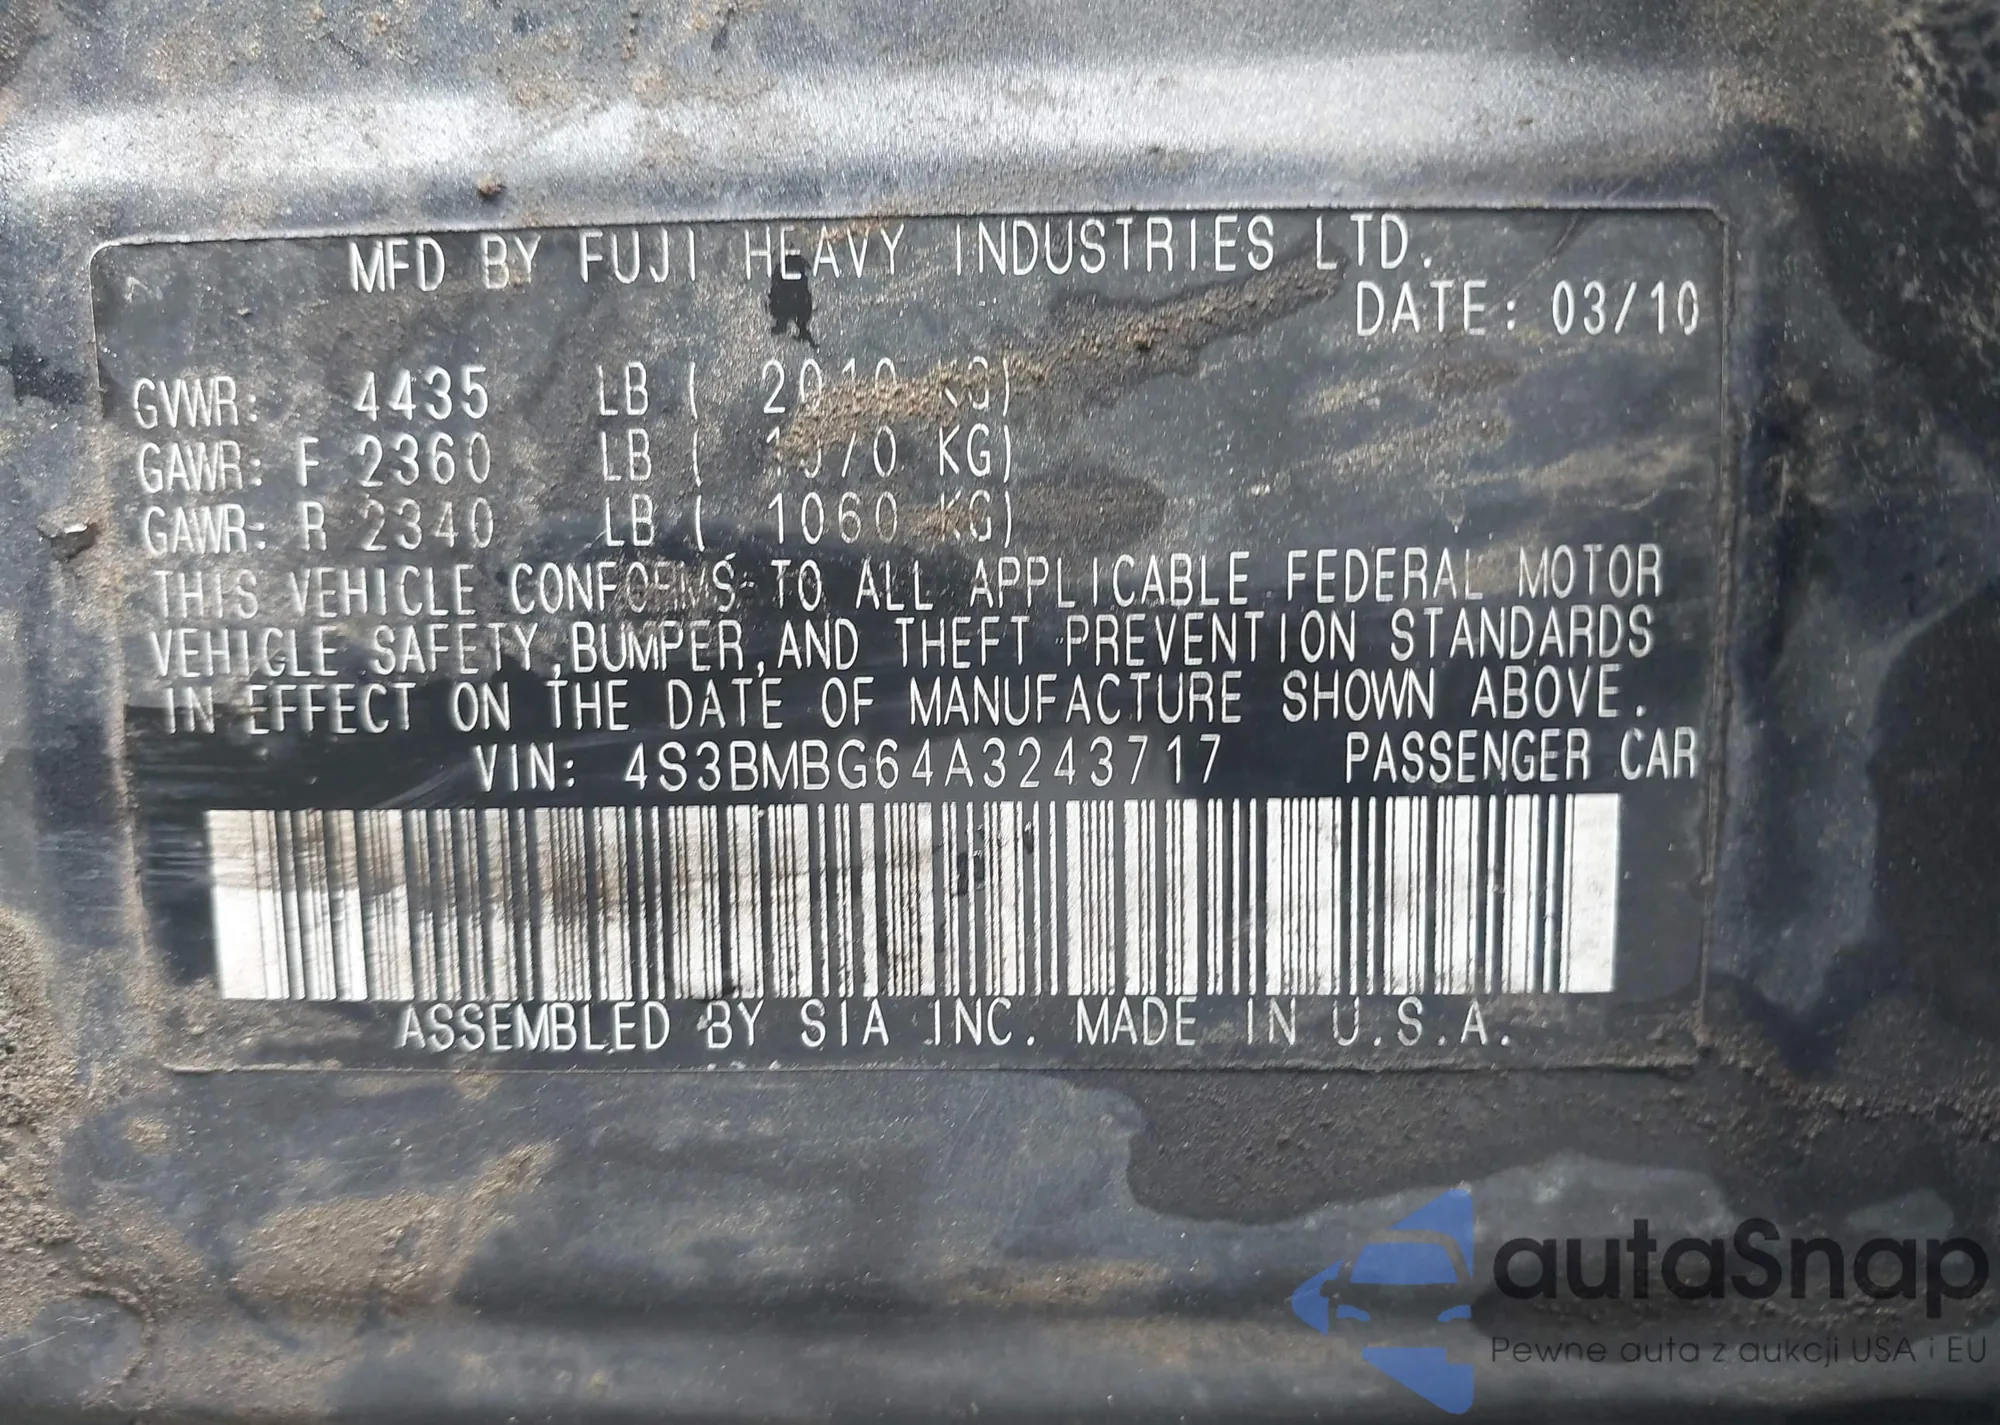 MFD BY FUJI HEAVY INDUSTRIES LTD.
DATE: 03/10
GVWR: 4435 LB ( 2010 KG)
GAWR: F 2360 LB ( 1070 KG)
GAWR: R 2340 LB ( 1060 KG)
THIS VEHICLE CONFORMS TO ALL APPLICABLE FEDERAL MOTOR
VEHICLE SAFETY,BUMPER,AND THEFT PREVENTION STANDARDS
IN EFFECT ON THE DATE OF MANUFACTURE SHOWN ABOVE.
VIN: 4S3BMBG64A3243717 PASSENGER CAR
ASSEMBLED BY SIA INC. MADE IN U.S.A.
autaSnap
Pewne auta z aukcji USA i EU